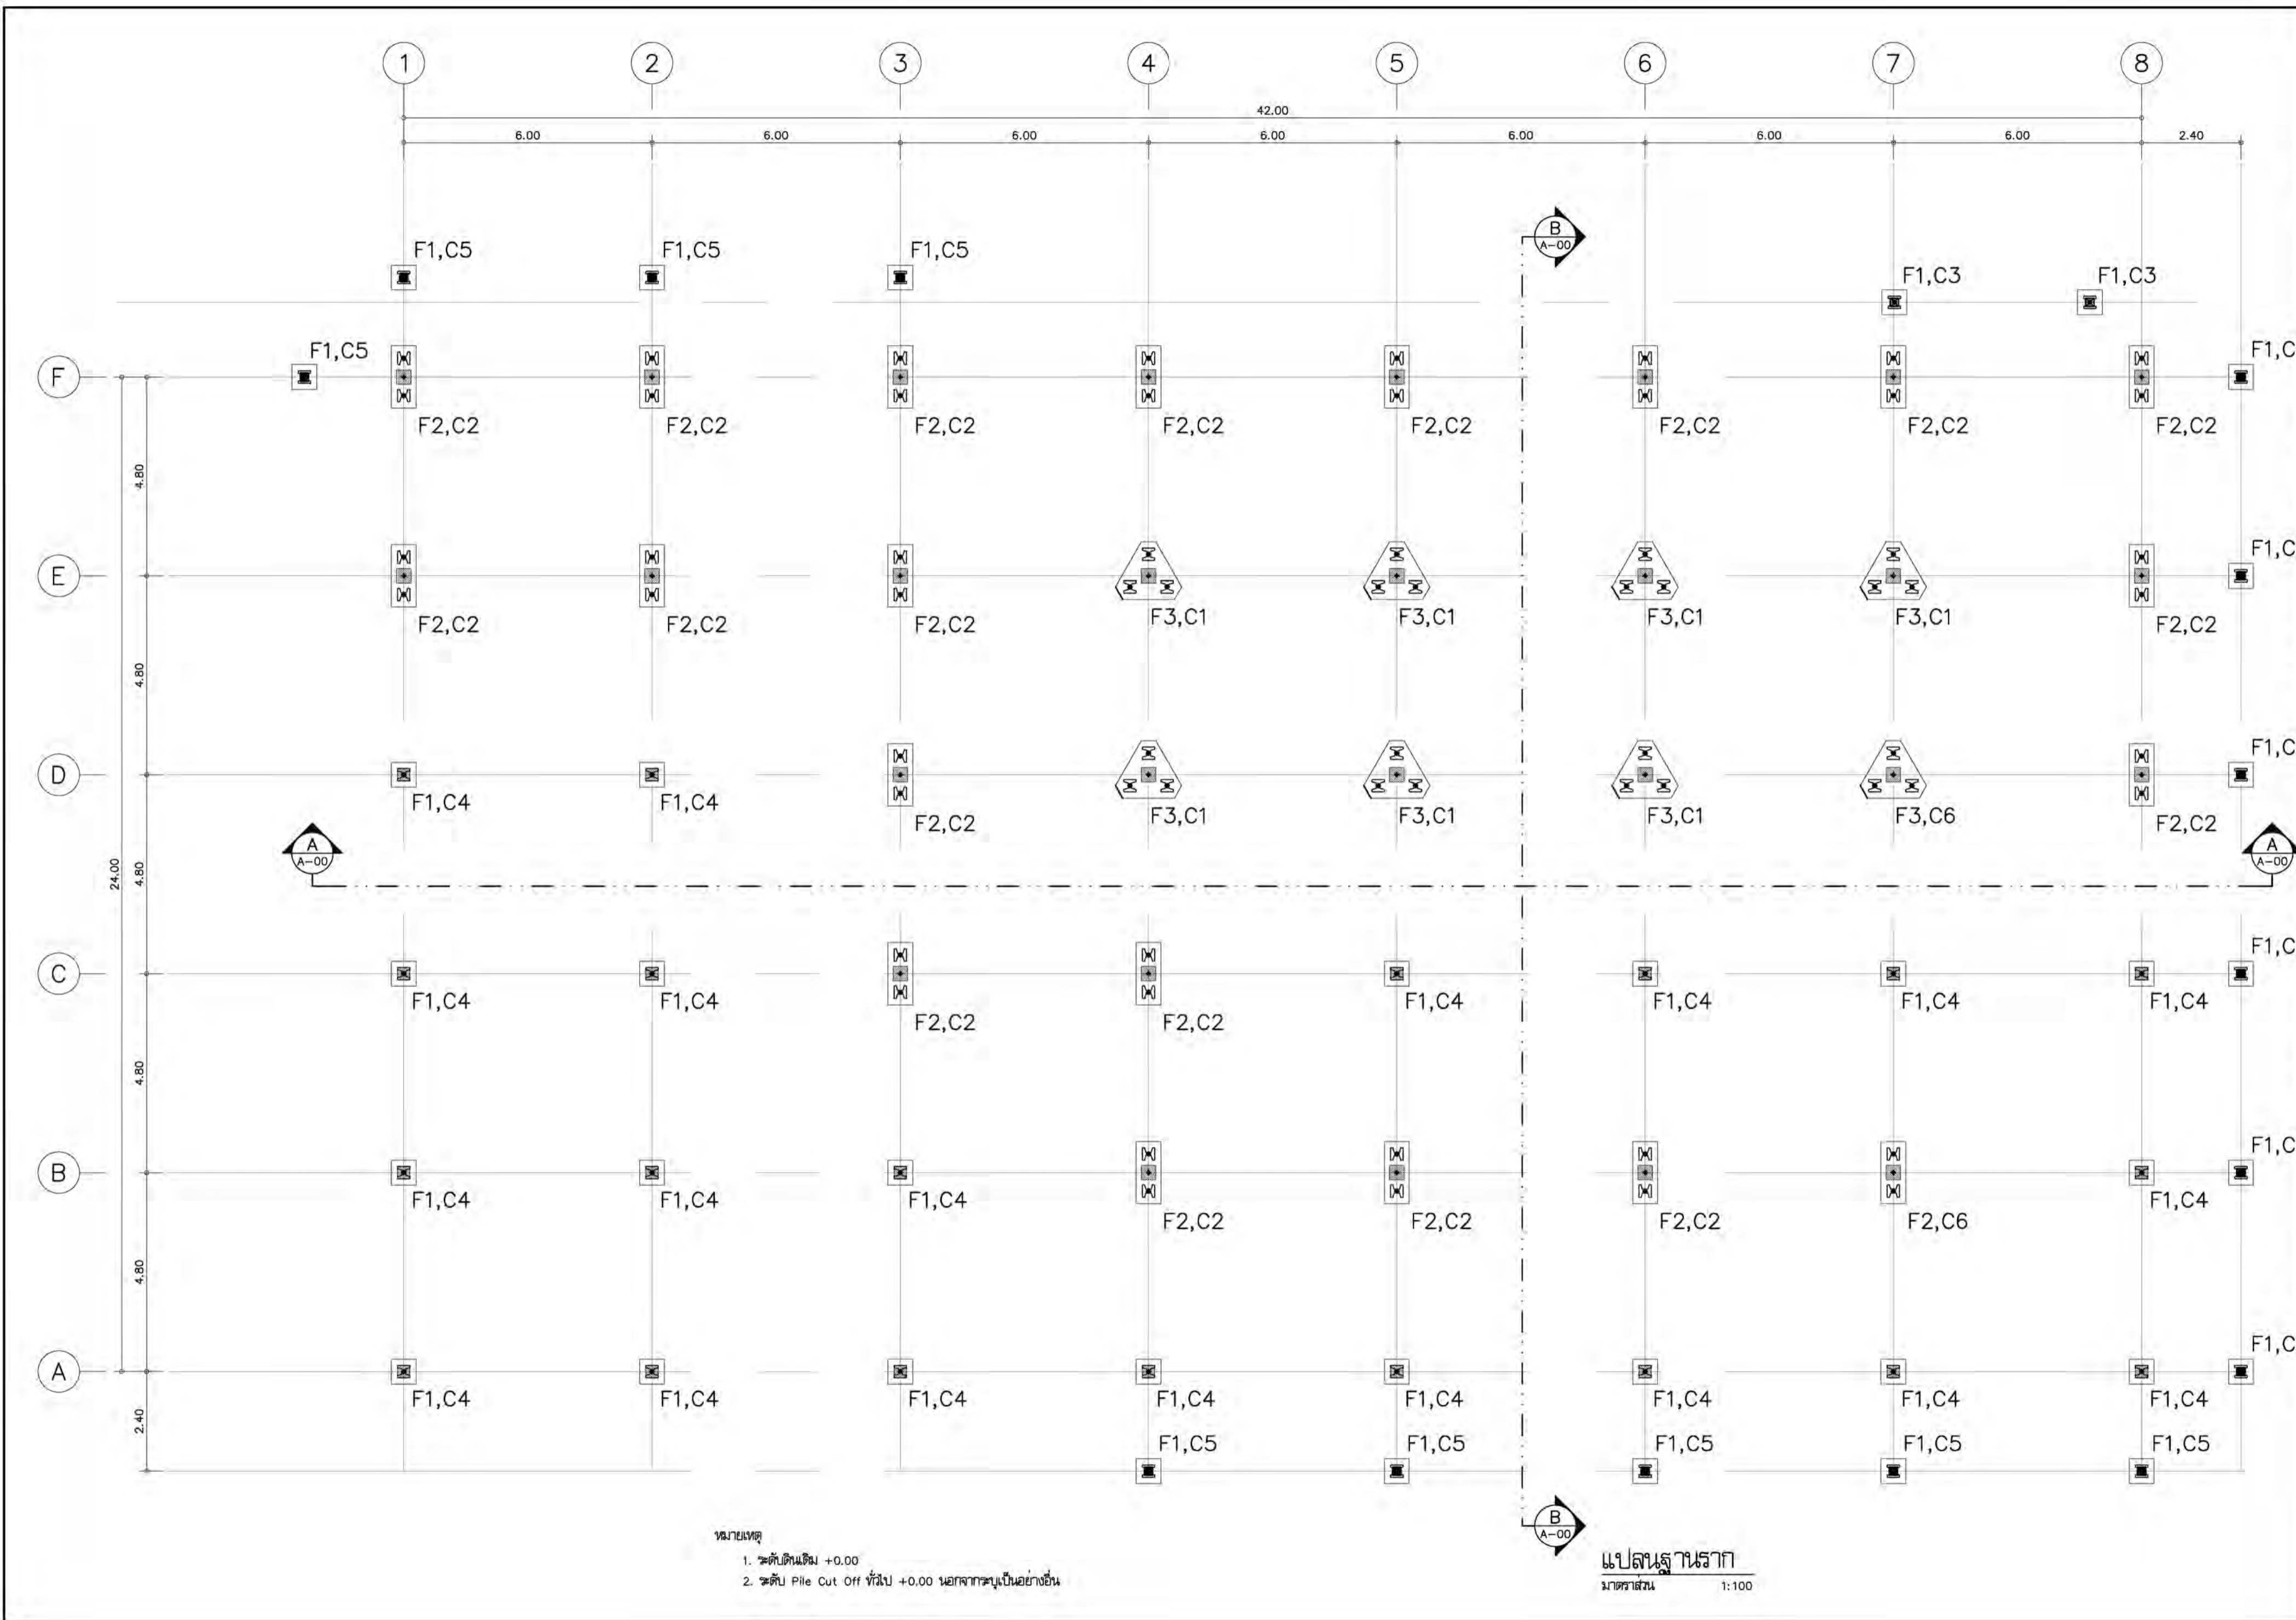 1 2 3 4 5 6 7 8
42.00
6.00 6.00 6.00 6.00 6.00 6.00 6.00 2.40
B
A-00
F1,C5 F1,C5 F1,C5
F1,C3 F1,C3
F1,C5 F1,C
F
F2,C2 F2,C2 F2,C2 F2,C2 F2,C2 F2,C2 F2,C2 F2,C2
4.80
F1,C
E
F3,C1 F3,C1 F3,C1 F3,C1
F2,C2 F2,C2 F2,C2 F2,C2
4.80
F1,C
D
F1,C4 F1,C4 F2,C2 F3,C1 F3,C1 F3,C1 F3,C6 F2,C2
A
A-00
A
A-00
24.00
4.80
F1,C
C
F1,C4 F1,C4 F2,C2 F2,C2 F1,C4 F1,C4 F1,C4 F1,C4
4.80
F1,C
B
F1,C4 F1,C4 F1,C4 F2,C2 F2,C2 F2,C2 F2,C6 F1,C4
4.80
F1,C
A
F1,C4 F1,C4 F1,C4 F1,C4 F1,C4 F1,C4 F1,C4 F1,C4
2.40
F1,C5 F1,C5 F1,C5 F1,C5 F1,C5
B
A-00
หมายเหตุ
1. ระดับดินเดิม +0.00
2. ระดับ Pile Cut Off ทั่วไป +0.00 นอกจากระบุเป็นอย่างอื่น
แปลนฐานราก
มาตราส่วน 1:100